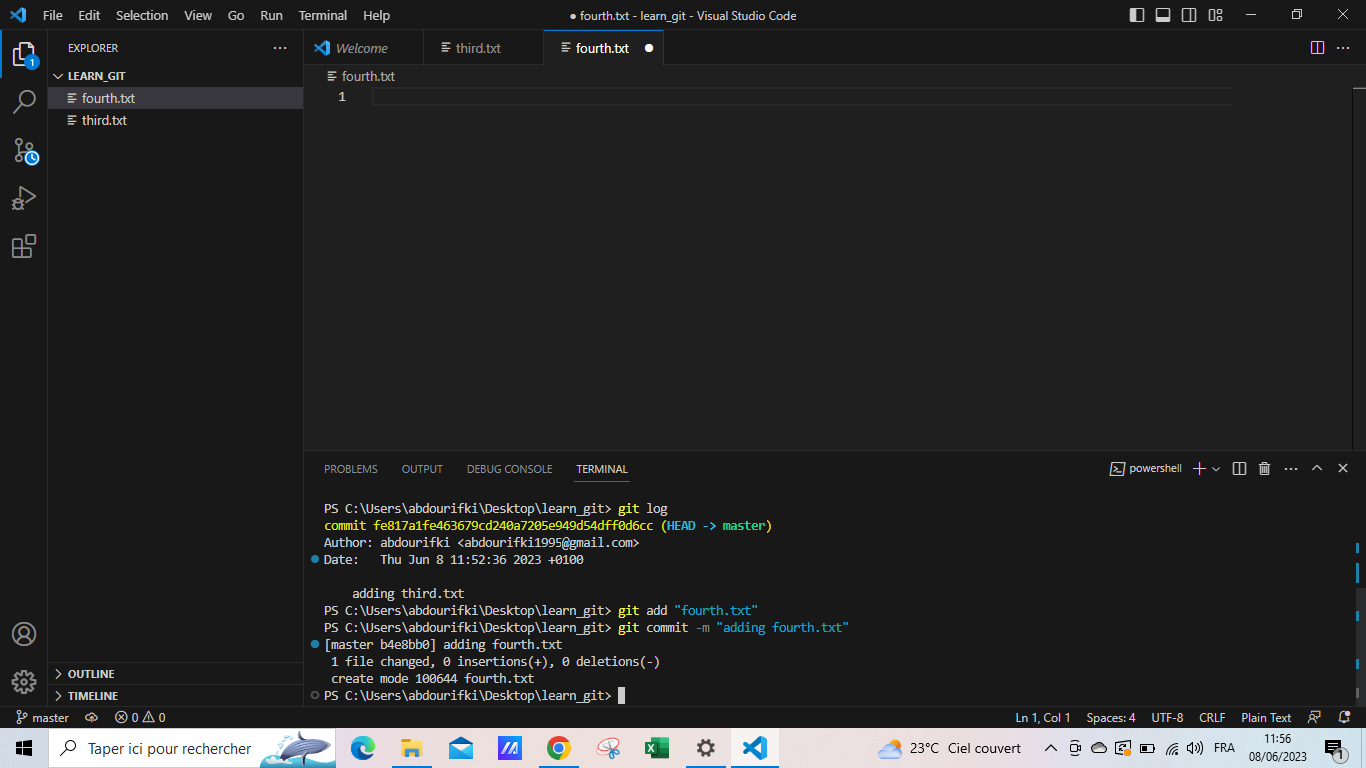 File Edit Selection View Go Run Terminal Help
● fourth.txt - learn_git - Visual Studio Code
EXPLORER
Welcome
third.txt
fourth.txt
1
LEARN_GIT
fourth.txt
third.txt
fourth.txt
1
PROBLEMS OUTPUT DEBUG CONSOLE TERMINAL
powershell
PS C:\Users\abdourifki\Desktop\learn_git> git log
commit fe817a1fe463679cd240a7205e949d54dff0d6cc (HEAD -> master)
Author: abdourifki <abdourifki1995@gmail.com>
Date:   Thu Jun 8 11:52:36 2023 +0100
adding third.txt
PS C:\Users\abdourifki\Desktop\learn_git> git add "fourth.txt"
PS C:\Users\abdourifki\Desktop\learn_git> git commit -m "adding fourth.txt"
[master b4e8bb0] adding fourth.txt
1 file changed, 0 insertions(+), 0 deletions(-)
create mode 100644 fourth.txt
PS C:\Users\abdourifki\Desktop\learn_git>
OUTLINE
TIMELINE
master
0 0
Ln 1, Col 1 Spaces: 4 UTF-8 CRLF Plain Text
Taper ici pour rechercher
23°C Ciel couvert
FRA
11:56
08/06/2023
1